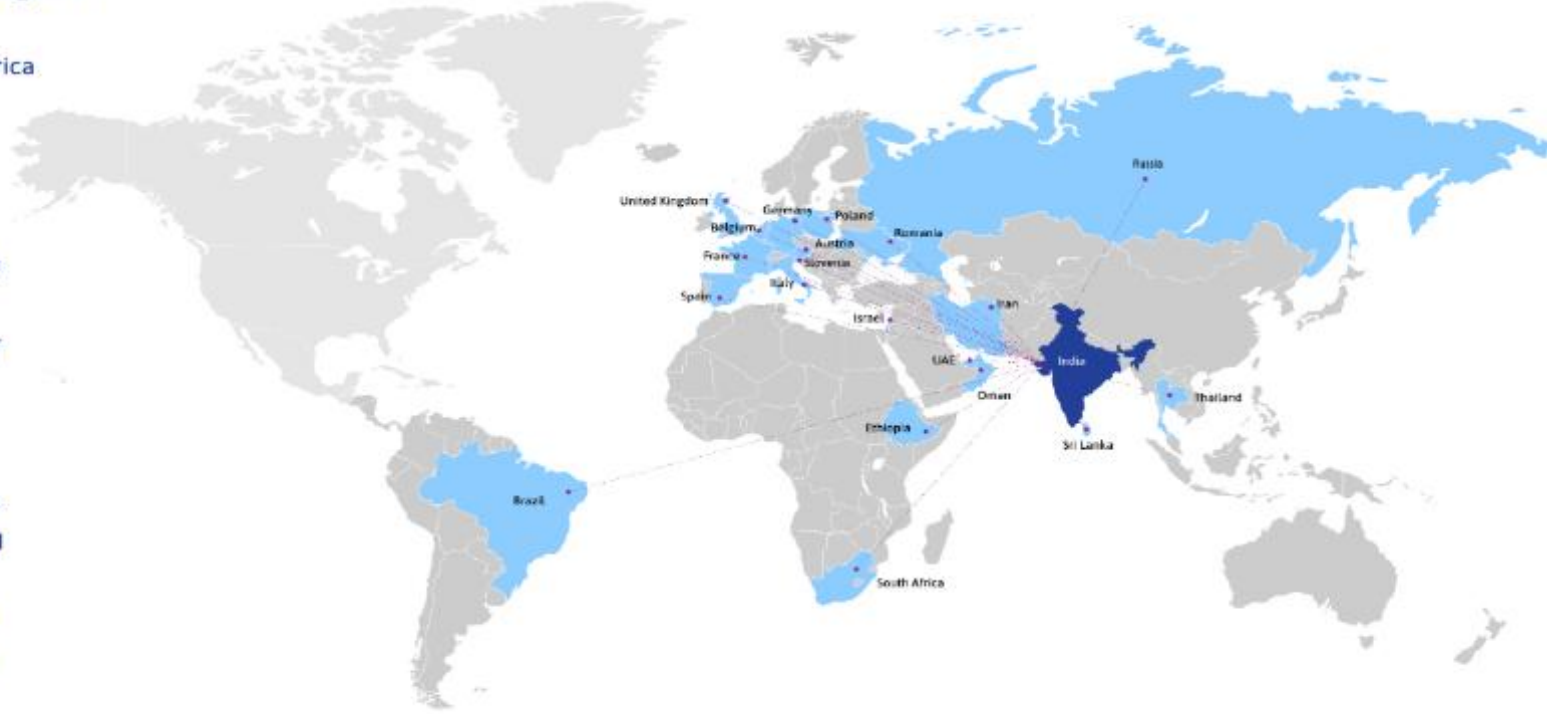 rica
Russia
United Kingdom
Germany
Poland
Belgium
Romania
Austria
France
Slovenia
Italy
Spain
Iran
Israel
India
UAE
Oman
Thailand
Ethiopia
Sri Lanka
Brazil
South Africa